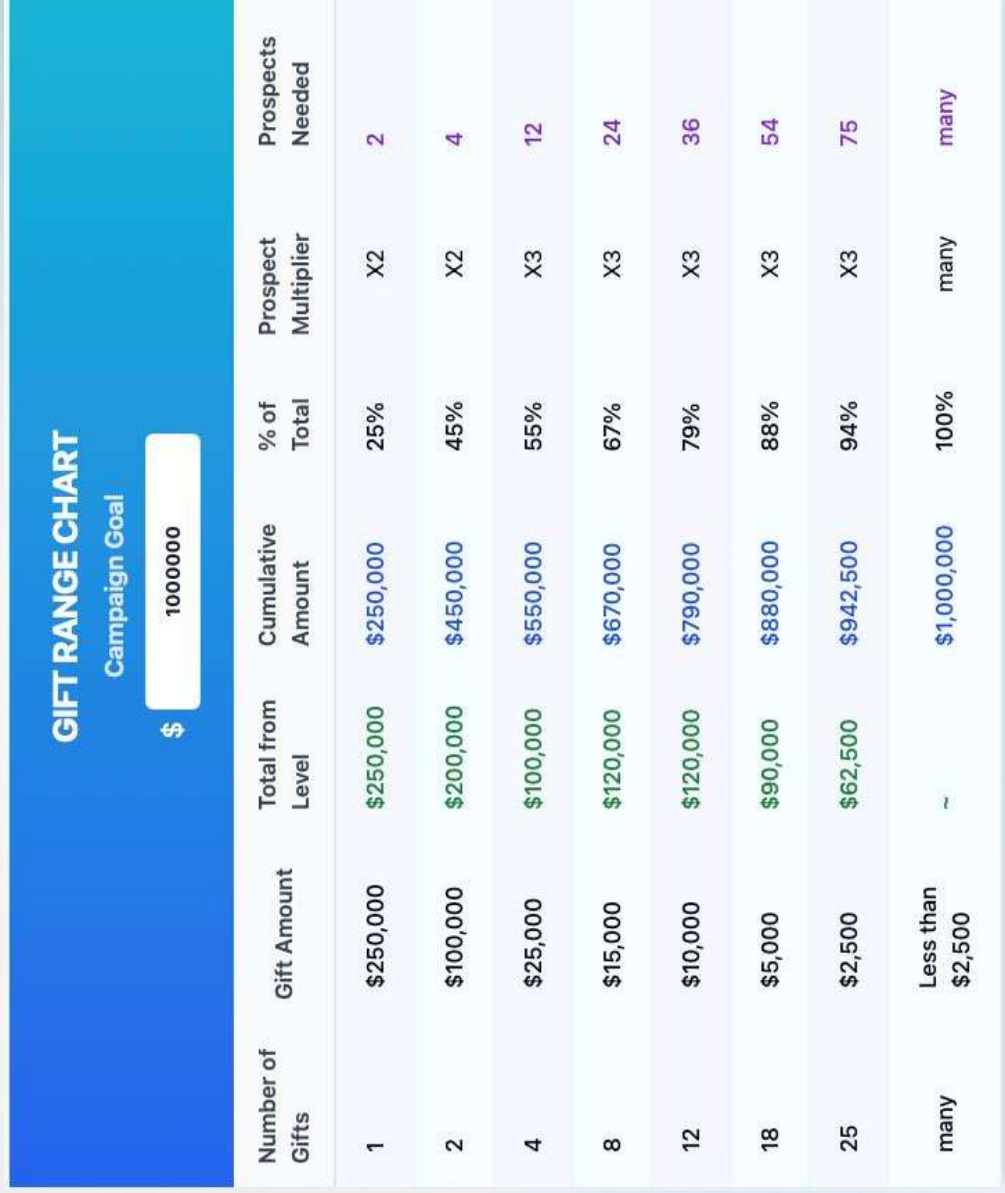 GIFT RANGE CHART
Campaign Goal
$ 1000000
Number of Gifts Gift Amount Total from Level Cumulative Amount % of Total Prospect Multiplier Prospects Needed
1 $250,000 $250,000 $250,000 25% X2 2
2 $100,000 $200,000 $450,000 45% X2 4
4 $25,000 $100,000 $550,000 55% X3 12
8 $15,000 $120,000 $670,000 67% X3 24
12 $10,000 $120,000 $790,000 79% X3 36
18 $5,000 $90,000 $880,000 88% X3 54
25 $2,500 $62,500 $942,500 94% X3 75
many Less than $2,500 ~ $1,000,000 100% many many